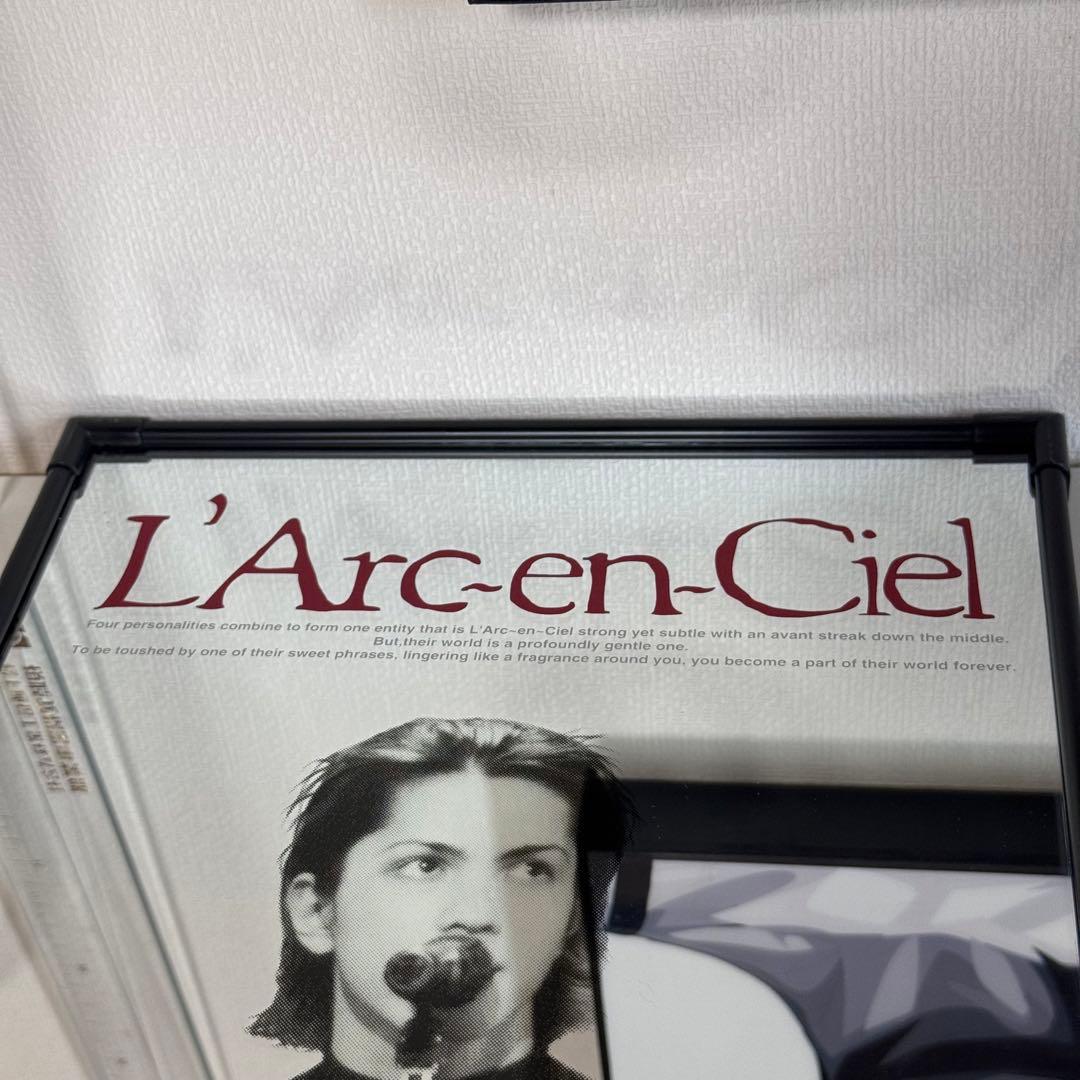 L'Arc~en~Ciel
Four personalities combine to form one entity that is L'Arc~en~Ciel strong yet subtle with an avant streak down the middle.
But,their world is a profoundly gentle one.
To be toushed by one of their sweet phrases, lingering like a fragrance around you, you become a part of their world forever.